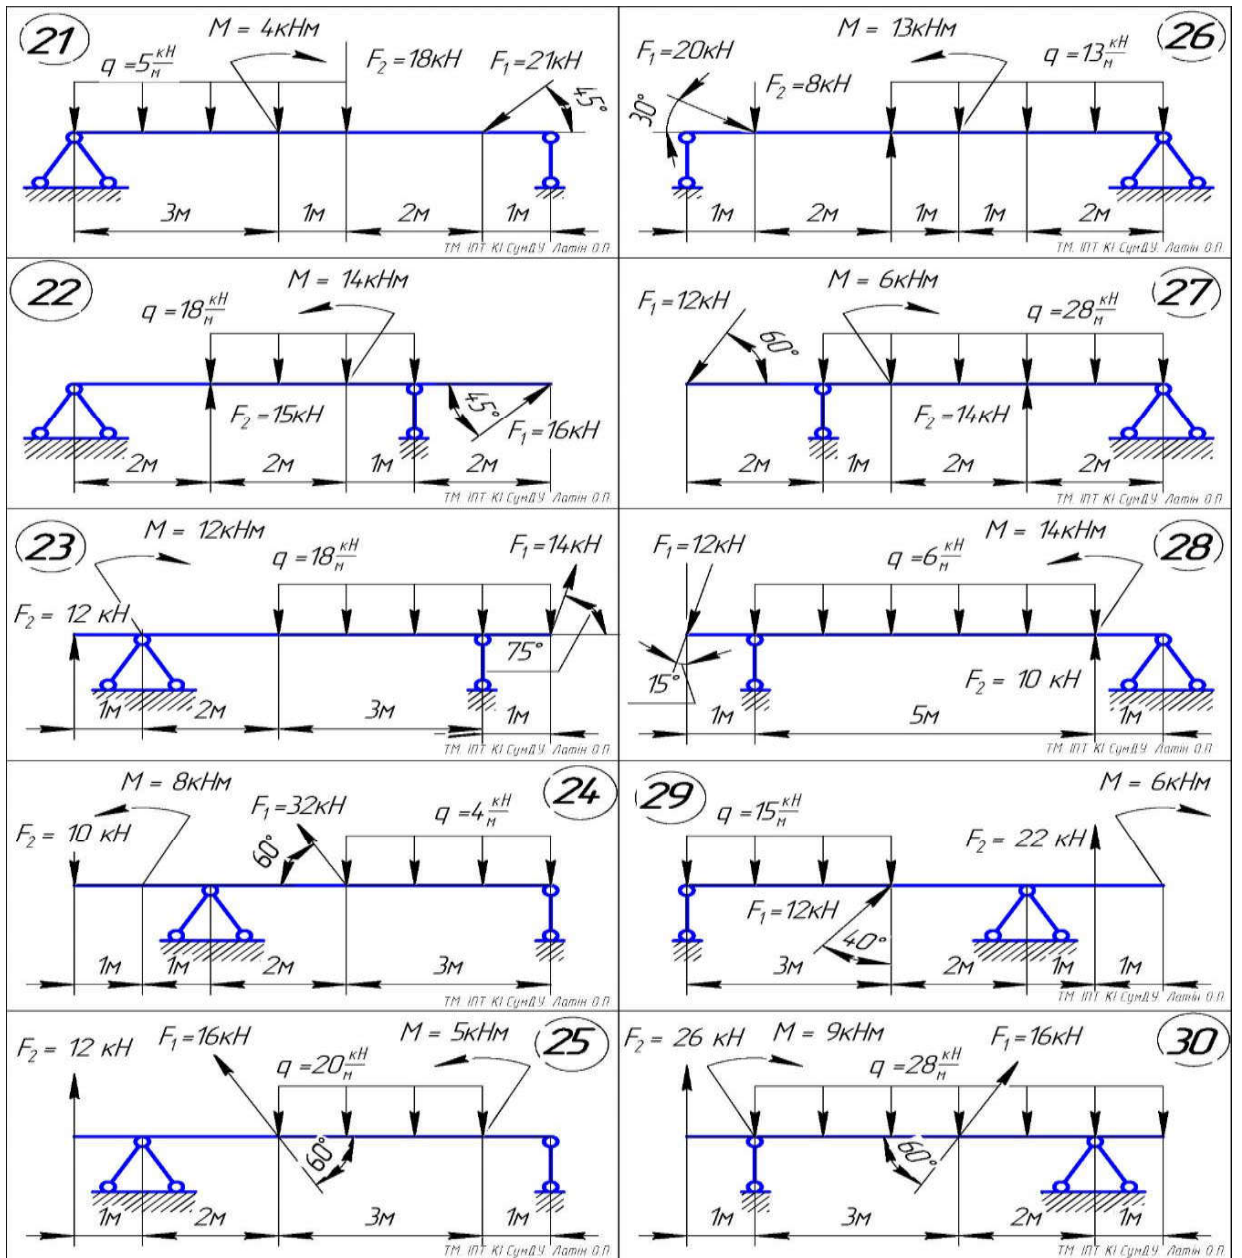 21
M = 4кНм
q = 5 кН/м
F₂ = 18кН
F₁ = 21кН
45°
3м 1м 2м 1м
ТМ. ІПТ КІ СумДУ. Латін О.П
26
F₁ = 20кН
M = 13кНм
q = 13 кН/м
F₂ = 8кН
30°
1м 2м 1м 1м 2м
ТМ. ІПТ КІ СумДУ. Латін О.П
22
M = 14кНм
q = 18 кН/м
45°
F₂ = 15кН
F₁ = 16кН
2м 2м 1м 2м
ТМ. ІПТ КІ СумДУ. Латін О.П
27
M = 6кНм
F₁ = 12кН
q = 28 кН/м
60°
F₂ = 14кН
2м 1м 2м 2м
ТМ. ІПТ КІ СумДУ. Латін О.П
23
M = 12кНм
F₁ = 14кН
q = 18 кН/м
F₂ = 12 кН
75°
1м 2м 3м 1м
ТМ. ІПТ КІ СумДУ. Латін О.П
28
M = 14кНм
F₁ = 12кН
q = 6 кН/м
15°
F₂ = 10 кН
1м 5м 1м
ТМ. ІПТ КІ СумДУ. Латін О.П
24
M = 8кНм
F₁ = 32кН
q = 4 кН/м
F₂ = 10 кН
60°
1м 1м 2м 3м
ТМ. ІПТ КІ СумДУ. Латін О.П
29
M = 6кНм
q = 15 кН/м
F₂ = 22 кН
F₁ = 12кН
40°
3м 2м 1м 1м
ТМ. ІПТ КІ СумДУ. Латін О.П
25
F₂ = 12 кН
F₁ = 16кН
M = 5кНм
q = 20 кН/м
60°
1м 2м 3м 1м
ТМ. ІПТ КІ СумДУ. Латін О.П
30
F₂ = 26 кН
M = 9кНм
F₁ = 16кН
q = 28 кН/м
60°
1м 3м 2м 1м
ТМ. ІПТ КІ СумДУ. Латін О.П